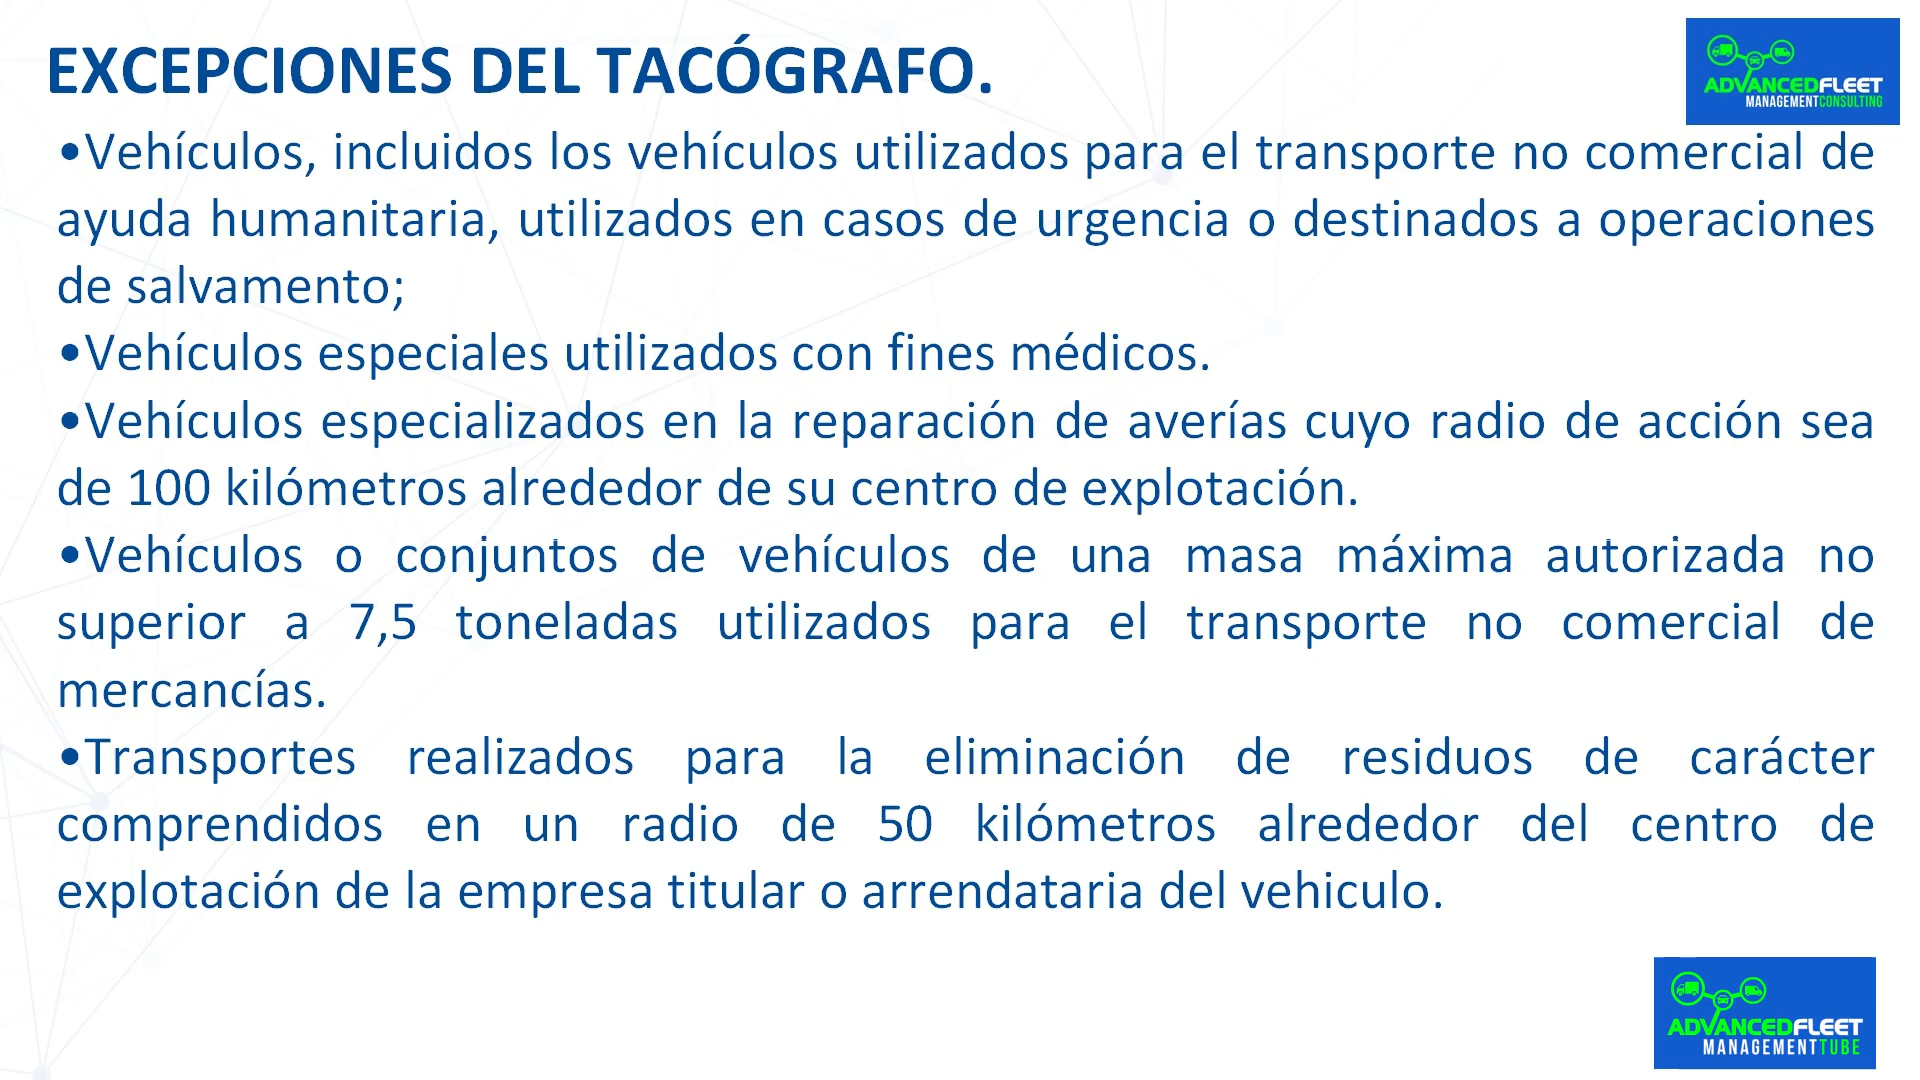 EXCEPCIONES DEL TACÓGRAFO.
ADVANCEDFLEET
MANAGEMENTCONSULTING
•Vehículos, incluidos los vehículos utilizados para el transporte no comercial de
ayuda humanitaria, utilizados en casos de urgencia o destinados a operaciones
de salvamento;
•Vehículos especiales utilizados con fines médicos.
•Vehículos especializados en la reparación de averías cuyo radio de acción sea
de 100 kilómetros alrededor de su centro de explotación.
•Vehículos o conjuntos de vehículos de una masa máxima autorizada no
superior a 7,5 toneladas utilizados para el transporte no comercial de
mercancías.
•Transportes realizados para la eliminación de residuos de carácter
comprendidos en un radio de 50 kilómetros alrededor del centro de
explotación de la empresa titular o arrendataria del vehiculo.
ADVANCEDFLEET
MANAGEMENTTUBE